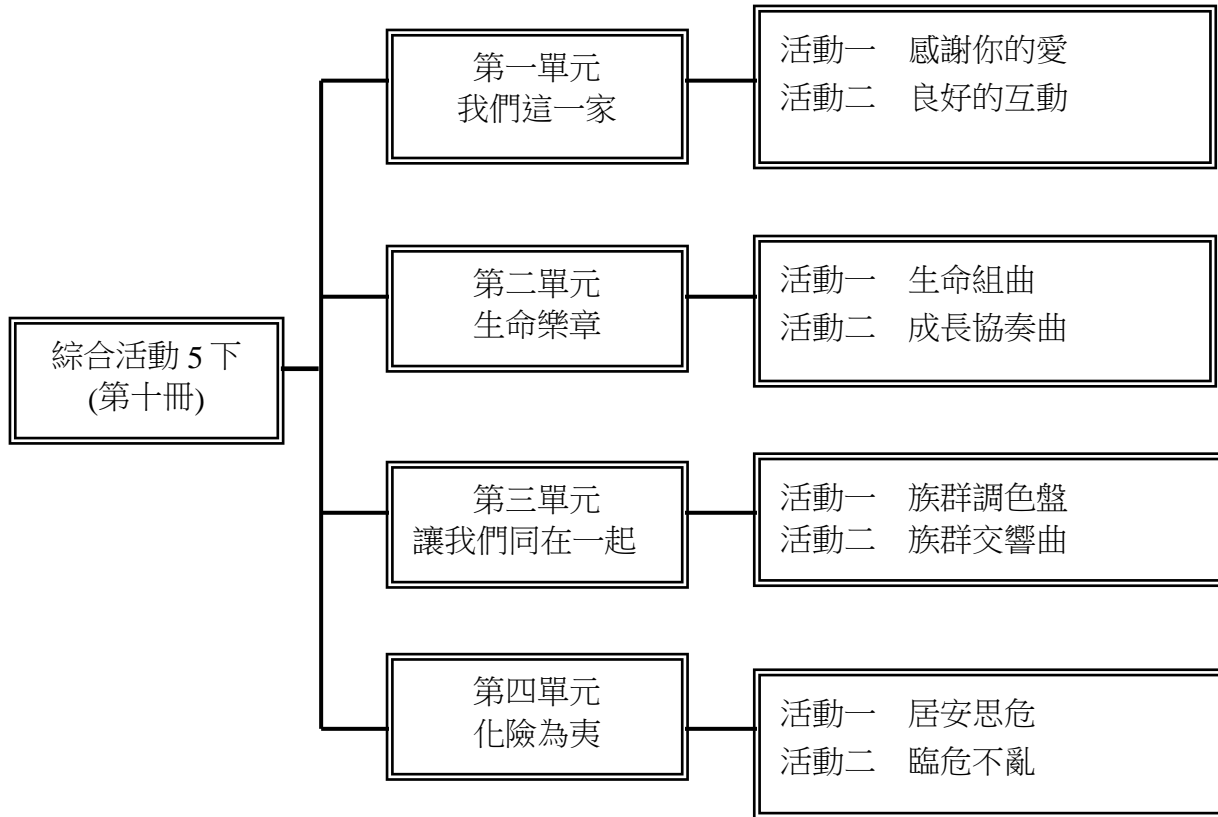 綜合活動 5 下
(第十冊)
第一單元
我們這一家
活動一　感謝你的愛
活動二　良好的互動
第二單元
生命樂章
活動一　生命組曲
活動二　成長協奏曲
第三單元
讓我們同在一起
活動一　族群調色盤
活動二　族群交響曲
第四單元
化險為夷
活動一　居安思危
活動二　臨危不亂